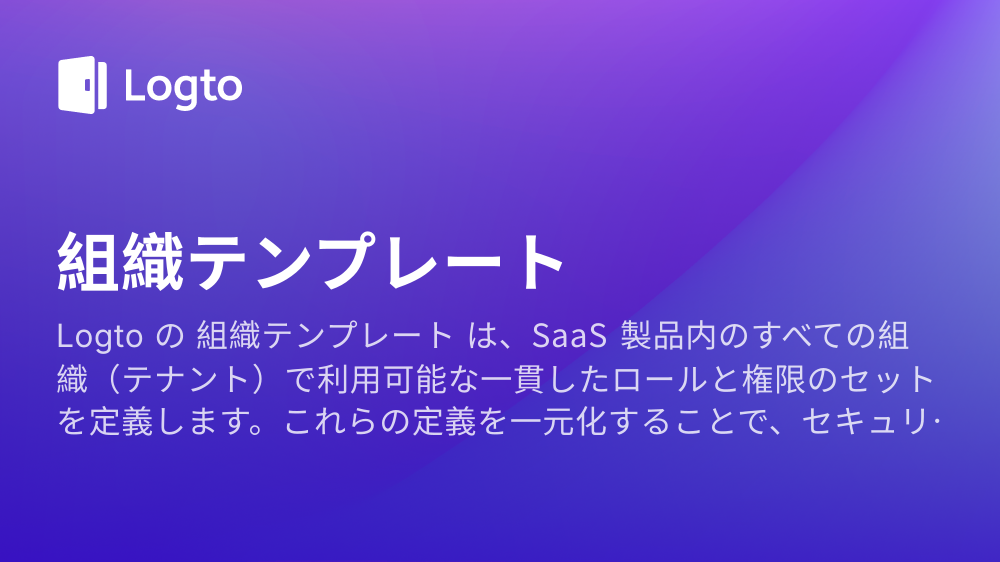 Logto
組織テンプレート
Logto の 組織テンプレート は、SaaS 製品内のすべての組
織（テナント）で利用可能な一貫したロールと権限のセット
を定義します。これらの定義を一元化することで、セキュリ·